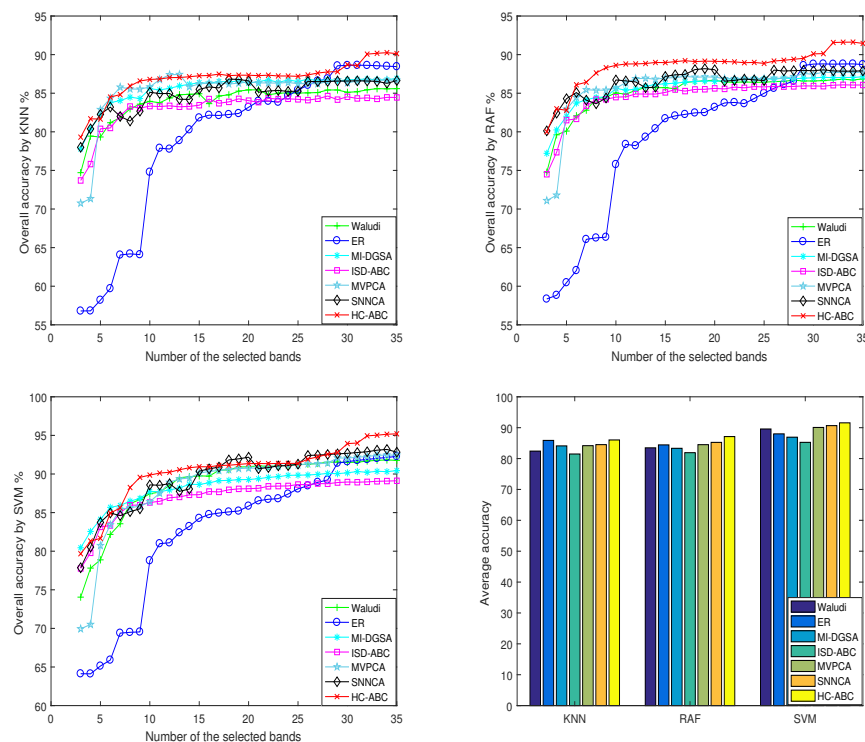 Overall accuracy by KNN %
95
90
85
80
75
70
65
60
55
0 5 10 15 20 25 30 35
Number of the selected bands
Waludi
ER
MI-DGSA
ISD-ABC
MVPCA
SNNCA
HC-ABC
Overall accuracy by RAF %
95
90
85
80
75
70
65
60
55
0 5 10 15 20 25 30 35
Number of the selected bands
Waludi
ER
MI-DGSA
ISD-ABC
MVPCA
SNNCA
HC-ABC
Overall accuracy by SVM %
100
95
90
85
80
75
70
65
60
0 5 10 15 20 25 30 35
Number of the selected bands
Waludi
ER
MI-DGSA
ISD-ABC
MVPCA
SNNCA
HC-ABC
Average accuracy
100
90
80
70
60
50
40
30
20
10
0
KNN RAF SVM
Waludi
ER
MI-DGSA
ISD-ABC
MVPCA
SNNCA
HC-ABC